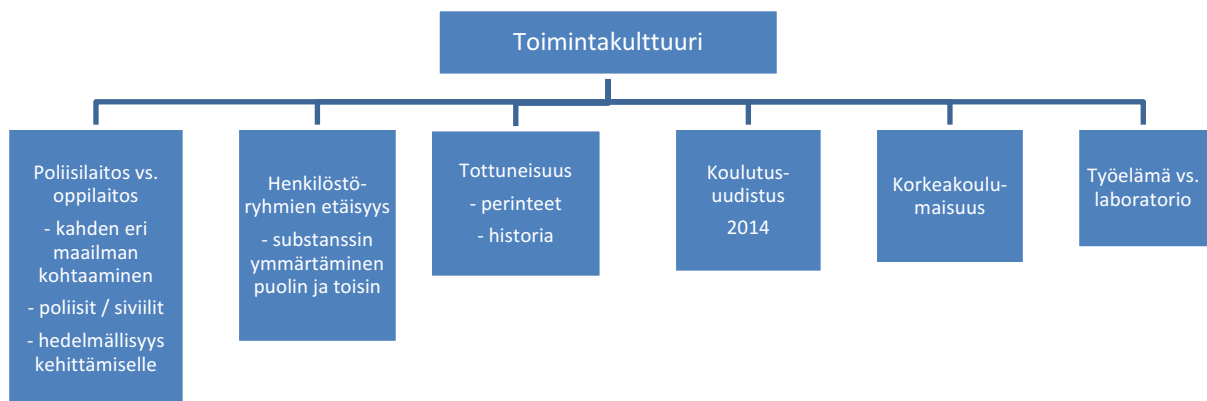 Toimintakulttuuri
Poliisilaitos vs.
oppilaitos
- kahden eri
maailman
kohtaaminen
- poliisit / siviilit
- hedelmällisyys
kehittämiselle
Henkilöstö-
ryhmien etäisyys
- substanssin
ymmärtäminen
puolin ja toisin
Tottuneisuus
- perinteet
- historia
Koulutus-
uudistus
2014
Korkeakoulu-
maisuus
Työelämä vs.
laboratorio